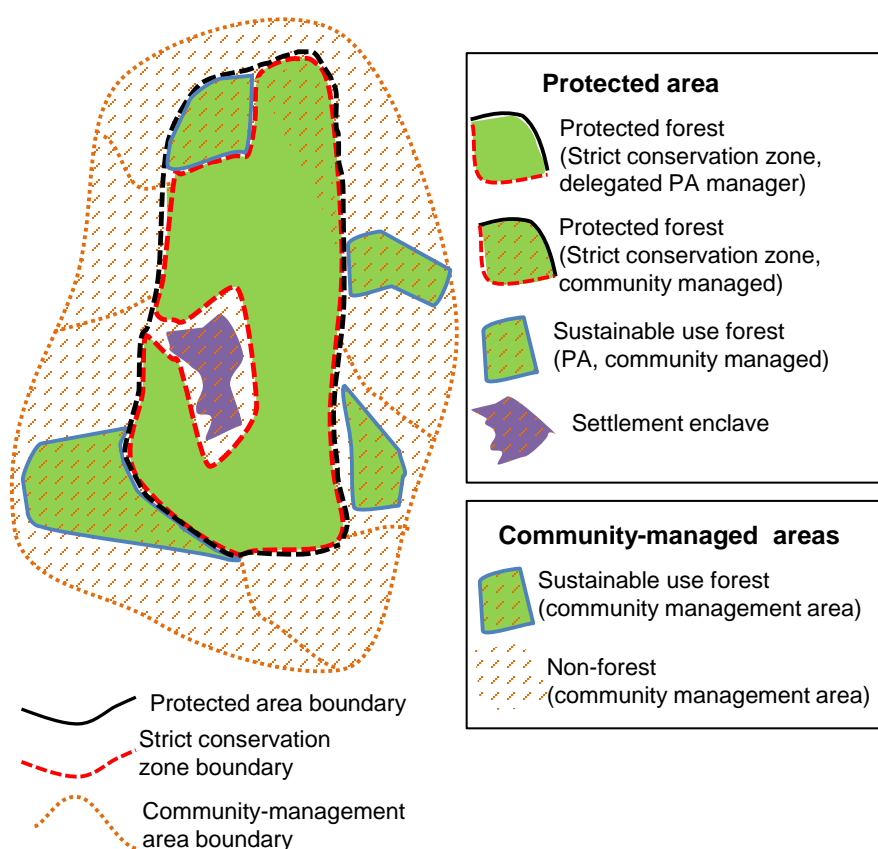 Protected area
Protected forest
(Strict conservation zone,
delegated PA manager)
Protected forest
(Strict conservation zone,
community managed)
Sustainable use forest
(PA, community managed)
Settlement enclave
Community-managed areas
Sustainable use forest
(community management area)
Non-forest
(community management area)
Protected area boundary
Strict conservation
zone boundary
Community-management
area boundary